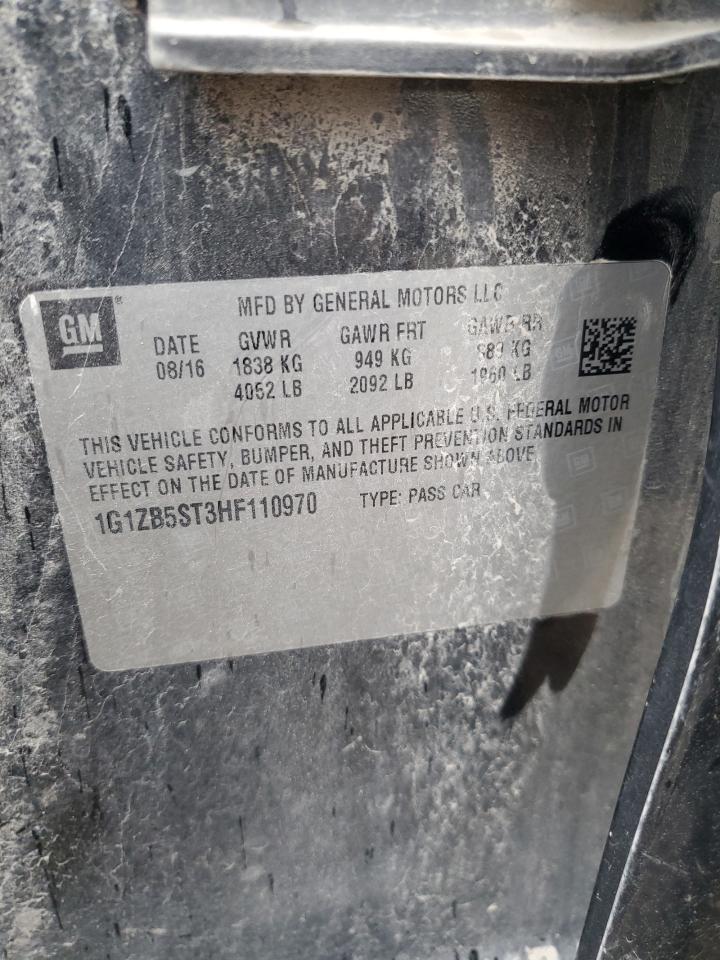 GM ® MFD BY GENERAL MOTORS LLC
DATE GVWR GAWR FRT GAWR RR
08/16 1838 KG 949 KG 889 KG
4052 LB 2092 LB 1960 LB
THIS VEHICLE CONFORMS TO ALL APPLICABLE U.S. FEDERAL MOTOR
VEHICLE SAFETY, BUMPER, AND THEFT PREVENTION STANDARDS IN
EFFECT ON THE DATE OF MANUFACTURE SHOWN ABOVE
1G1ZB5ST3HF110970 TYPE: PASS CAR